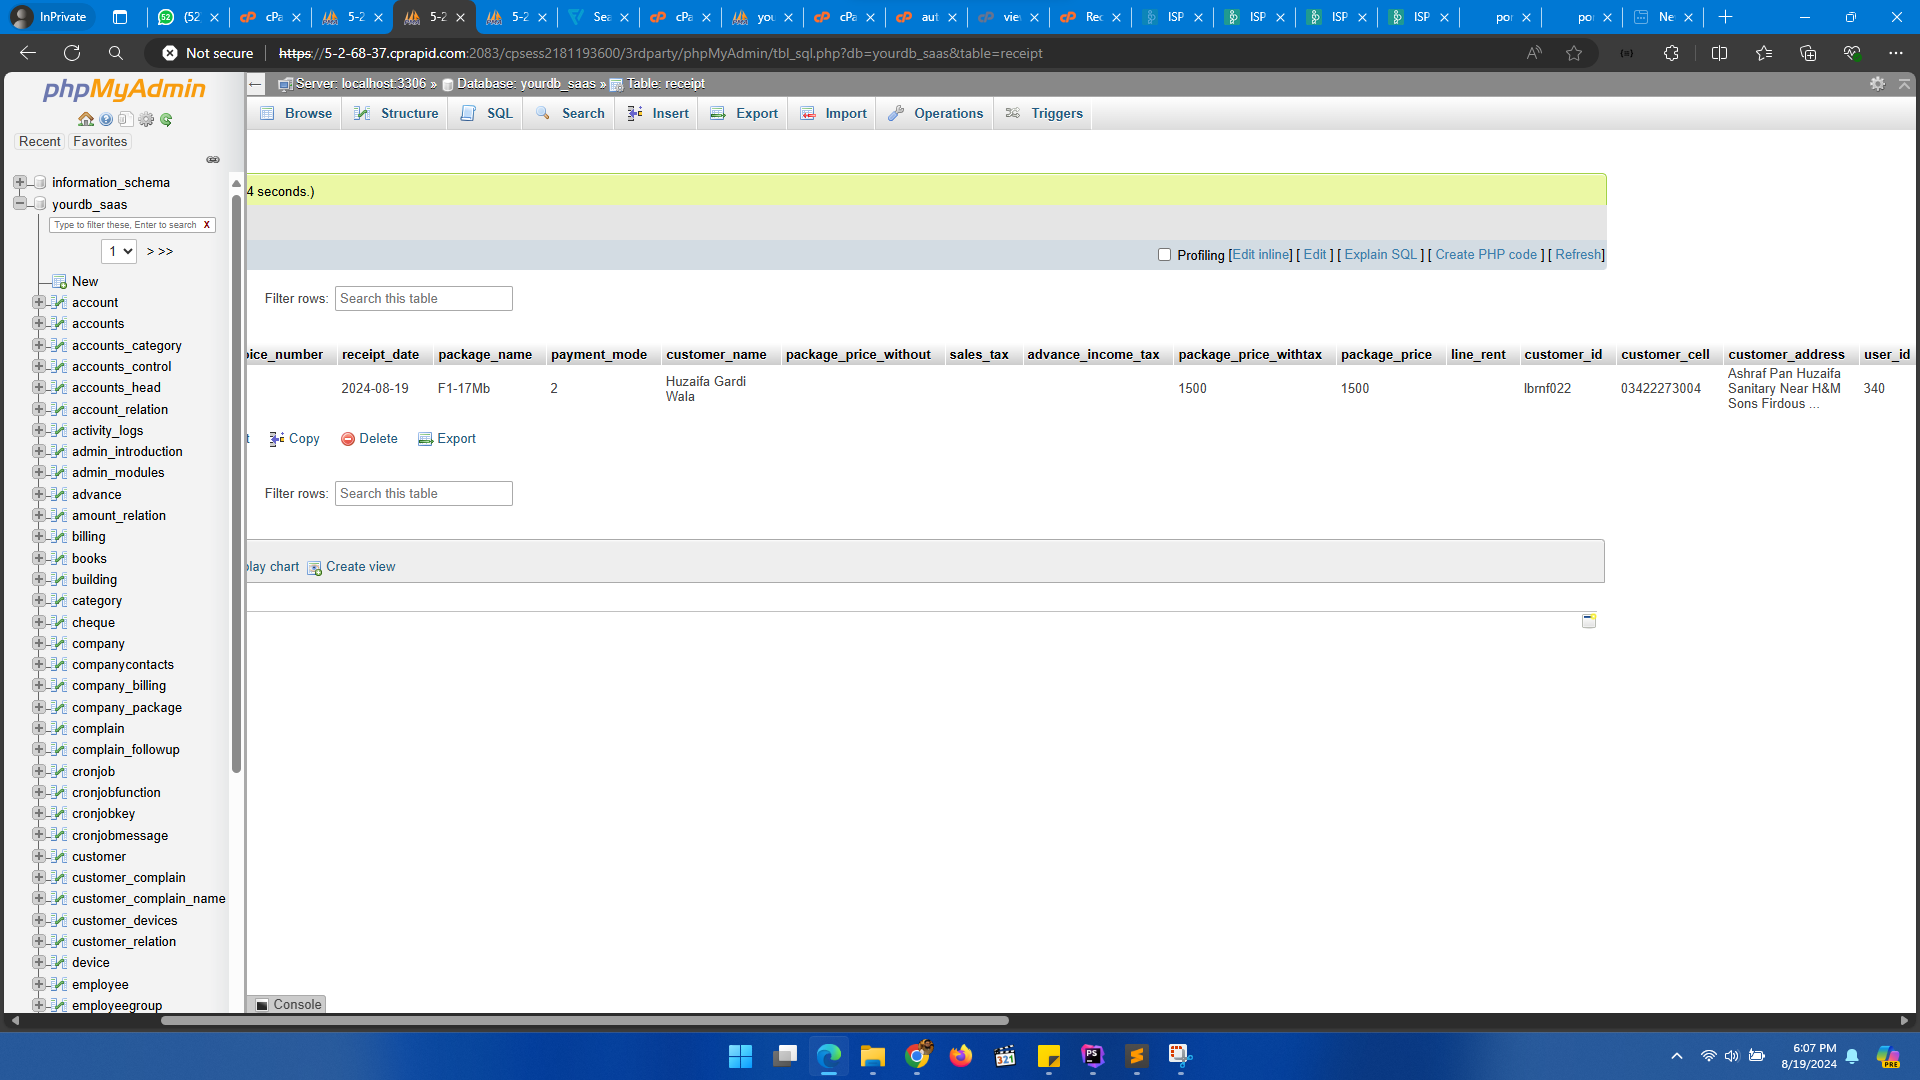 InPrivate
(52
cPa
5-2
5-2
5-2
Sea
cPa
you
cPa
aut
viev
Rec
ISP
ISP
ISP
ISP
por
por
Ne
Not secure
https://5-2-68-37.cprapid.com:2083/cpsess2181193600/3rdparty/phpMyAdmin/tbl_sql.php?db=yourdb_saas&table=receipt
phpMyAdmin
Server: localhost:3306 » Database: yourdb_saas » Table: receipt
Browse Structure SQL Search Insert Export Import Operations Triggers
Recent Favorites
information_schema
yourdb_saas
Type to filter these, Enter to search X
1 > >>
New
account
accounts
accounts_category
accounts_control
accounts_head
account_relation
activity_logs
admin_introduction
admin_modules
advance
amount_relation
billing
books
building
category
cheque
company
companycontacts
company_billing
company_package
complain
complain_followup
cronjob
cronjobfunction
cronjobkey
cronjobmessage
customer
customer_complain
customer_complain_name
customer_devices
customer_relation
device
employee
employeegroup
4 seconds.)
Profiling [Edit inline] [ Edit ] [ Explain SQL ] [ Create PHP code ] [ Refresh]
Filter rows: Search this table
oice_number receipt_date package_name payment_mode customer_name package_price_without sales_tax advance_income_tax package_price_withtax package_price line_rent customer_id customer_cell customer_address user_id
2024-08-19 F1-17Mb 2 Huzaifa Gardi Wala 1500 1500 lbrnf022 03422273004 Ashraf Pan Huzaifa Sanitary Near H&M Sons Firdous ... 340
t Copy Delete Export
Filter rows: Search this table
play chart Create view
Console
6:07 PM
8/19/2024